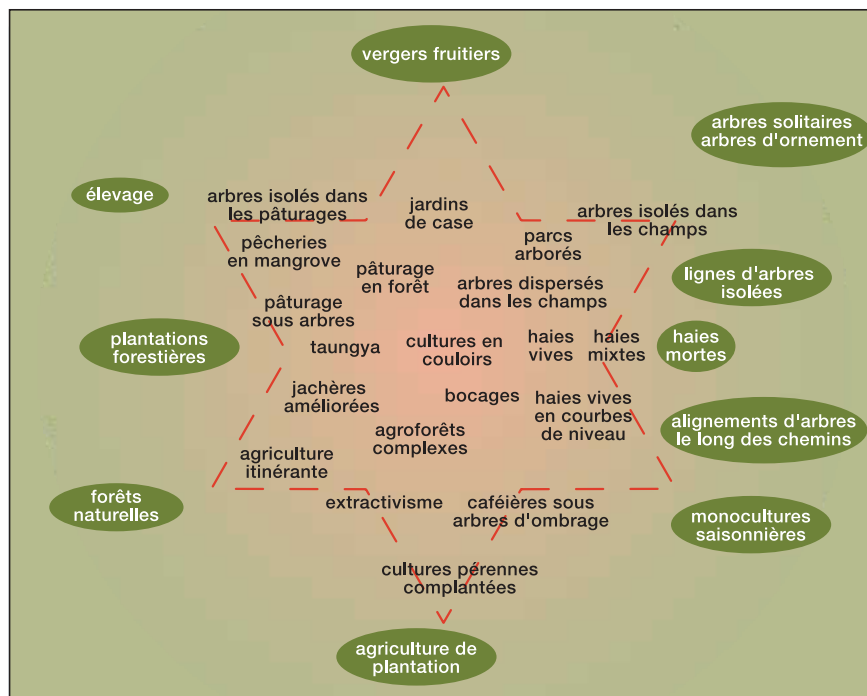 vergers fruitiers
arbres solitaires
arbres d'ornement
élevage
arbres isolés dans
les pâturages
jardins
de case
arbres isolés dans
les champs
pêcheries
en mangrove
parcs
arborés
pâturage
en forêt
arbres dispersés
dans les champs
lignes d'arbres
isolées
pâturage
sous arbres
plantations
forestières
taungya
cultures en
couloirs
haies
vives
haies
mixtes
haies
mortes
jachères
améliorées
bocages
haies vives
en courbes
de niveau
alignements d'arbres
le long des chemins
agroforêts
complexes
agriculture
itinérante
forêts
naturelles
extractivisme
caféières sous
arbres d'ombrage
monocultures
saisonnières
cultures pérennes
complantées
agriculture de
plantation